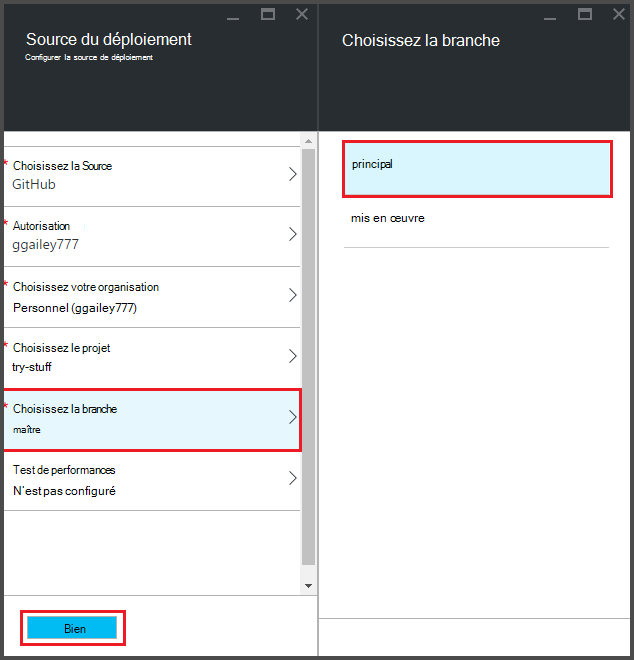 Source du déploiement
Configurer la source de déploiement
* Choisissez la Source
GitHub
* Autorisation
ggailey777
* Choisissez votre organisation
Personnel (ggailey777)
* Choisissez le projet
try-stuff
* Choisissez la branche
maître
Test de performances
N'est pas configuré
Bien
Choisissez la branche
principal
mis en œuvre